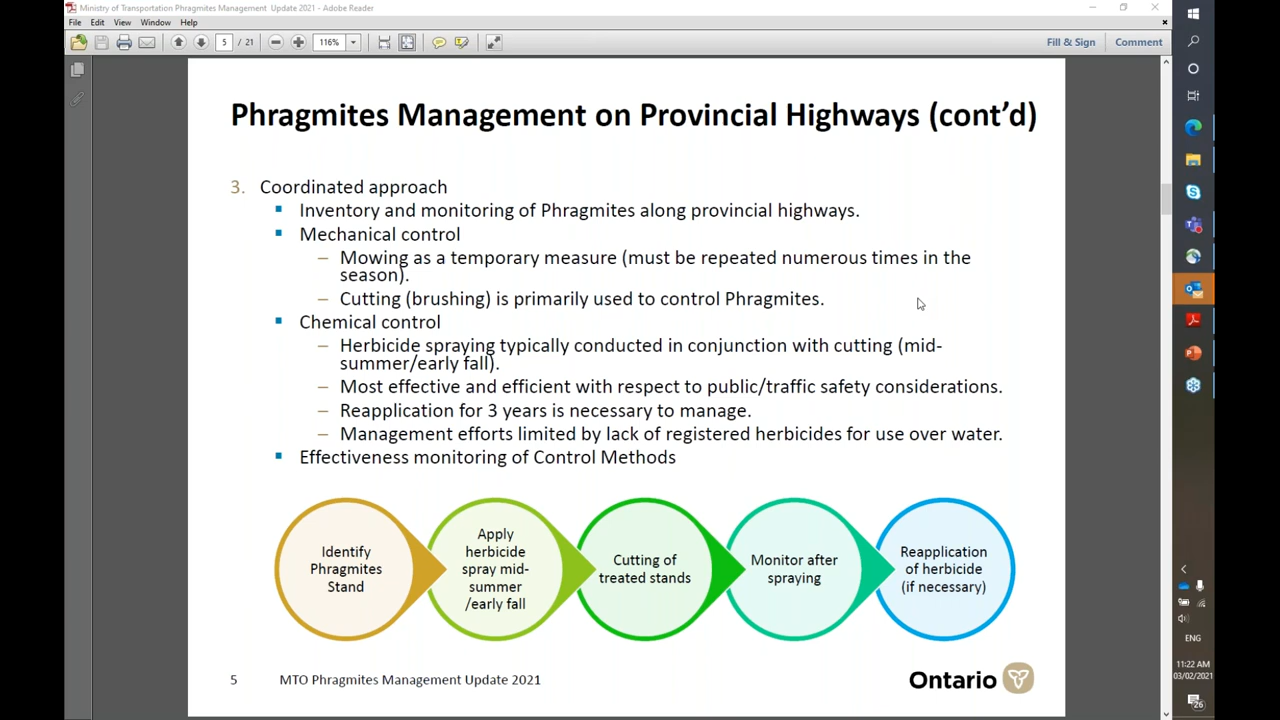 Ministry of Transportation Phragmites Management Update 2021 - Adobe Reader
File Edit View Window Help
5 / 21 116% Fill & Sign Comment
Phragmites Management on Provincial Highways (cont'd)
3. Coordinated approach
Inventory and monitoring of Phragmites along provincial highways.
Mechanical control
– Mowing as a temporary measure (must be repeated numerous times in the
season).
– Cutting (brushing) is primarily used to control Phragmites.
Chemical control
– Herbicide spraying typically conducted in conjunction with cutting (mid-
summer/early fall).
– Most effective and efficient with respect to public/traffic safety considerations.
– Reapplication for 3 years is necessary to manage.
– Management efforts limited by lack of registered herbicides for use over water.
Effectiveness monitoring of Control Methods
Identify
Phragmites
Stand
Apply
herbicide
spray mid-
summer
/early fall
Cutting of
treated stands
Monitor after
spraying
Reapplication
of herbicide
(if necessary)
5 MTO Phragmites Management Update 2021
Ontario
ENG
11:22 AM
03/02/2021
26